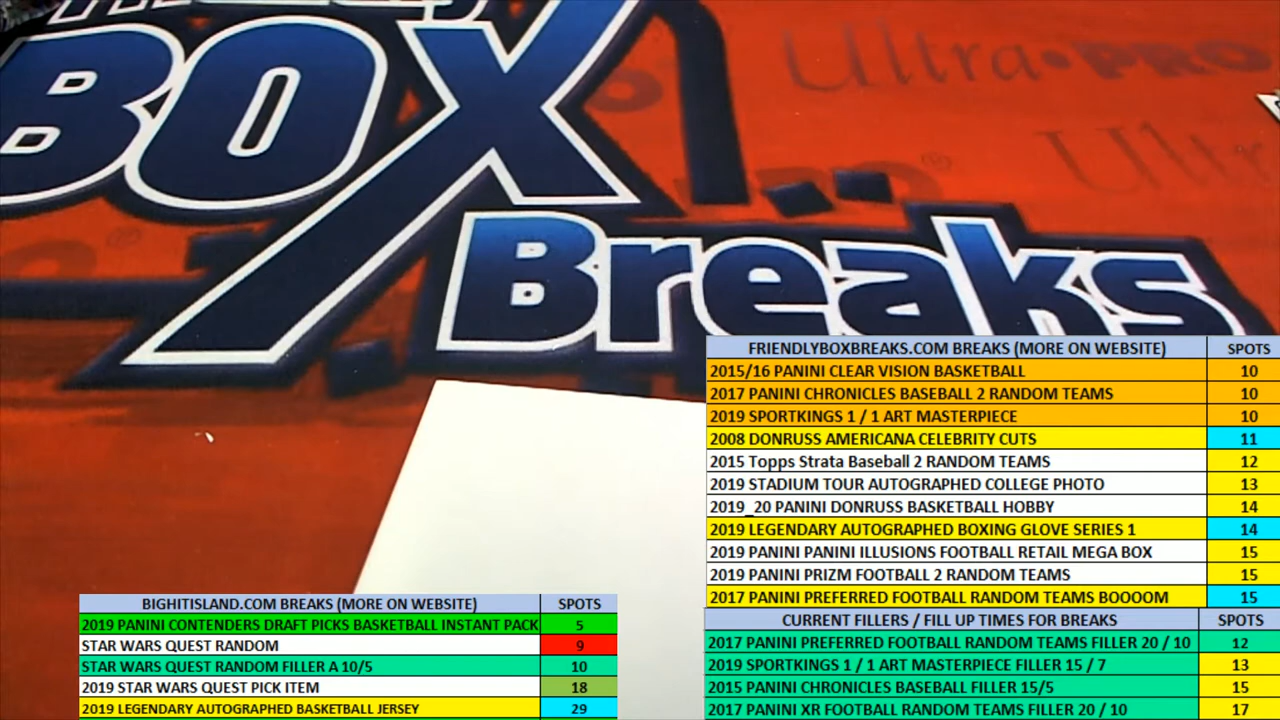 BOX
Breaks
Ultra•PRO
Ultr
FRIENDLYBOXBREAKS.COM BREAKS (MORE ON WEBSITE) SPOTS
2015/16 PANINI CLEAR VISION BASKETBALL 10
2017 PANINI CHRONICLES BASEBALL 2 RANDOM TEAMS 10
2019 SPORTKINGS 1 / 1 ART MASTERPIECE 10
2008 DONRUSS AMERICANA CELEBRITY CUTS 11
2015 Topps Strata Baseball 2 RANDOM TEAMS 12
2019 STADIUM TOUR AUTOGRAPHED COLLEGE PHOTO 13
2019_20 PANINI DONRUSS BASKETBALL HOBBY 14
2019 LEGENDARY AUTOGRAPHED BOXING GLOVE SERIES 1 14
2019 PANINI PANINI ILLUSIONS FOOTBALL RETAIL MEGA BOX 15
2019 PANINI PRIZM FOOTBALL 2 RANDOM TEAMS 15
2017 PANINI PREFERRED FOOTBALL RANDOM TEAMS BOOOOM 15
CURRENT FILLERS / FILL UP TIMES FOR BREAKS SPOTS
2017 PANINI PREFERRED FOOTBALL RANDOM TEAMS FILLER 20 / 10 12
2019 SPORTKINGS 1 / 1 ART MASTERPIECE FILLER 15 / 7 13
2015 PANINI CHRONICLES BASEBALL FILLER 15/5 15
2017 PANINI XR FOOTBALL RANDOM TEAMS FILLER 20 / 10 17
BIGHITISLAND.COM BREAKS (MORE ON WEBSITE) SPOTS
2019 PANINI CONTENDERS DRAFT PICKS BASKETBALL INSTANT PACK 5
STAR WARS QUEST RANDOM 9
STAR WARS QUEST RANDOM FILLER A 10/5 10
2019 STAR WARS QUEST PICK ITEM 18
2019 LEGENDARY AUTOGRAPHED BASKETBALL JERSEY 29